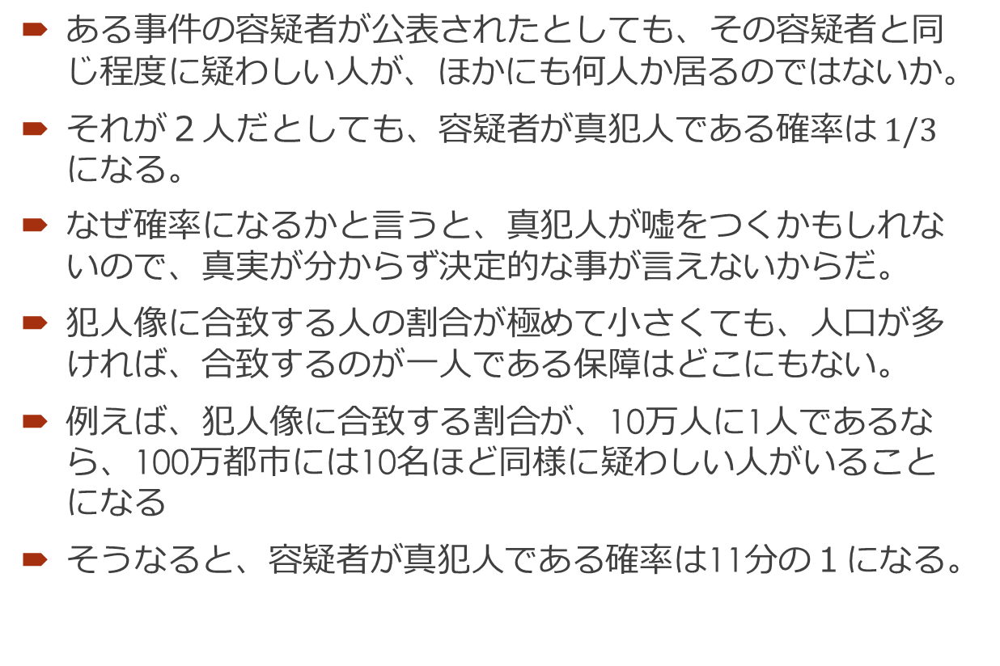 ある事件の容疑者が公表されたとしても、その容疑者と同
じ程度に疑わしい人が、ほかにも何人か居るのではないか。
それが２人だとしても、容疑者が真犯人である確率は1/3
になる。
なぜ確率になるかと言うと、真犯人が嘘をつくかもしれな
いので、真実が分からず決定的な事が言えないからだ。
犯人像に合致する人の割合が極めて小さくても、人口が多
ければ、合致するのが一人である保障はどこにもない。
例えば、犯人像に合致する割合が、10万人に1人であるな
ら、100万都市には10名ほど同様に疑わしい人がいること
になる
そうなると、容疑者が真犯人である確率は11分の１になる。